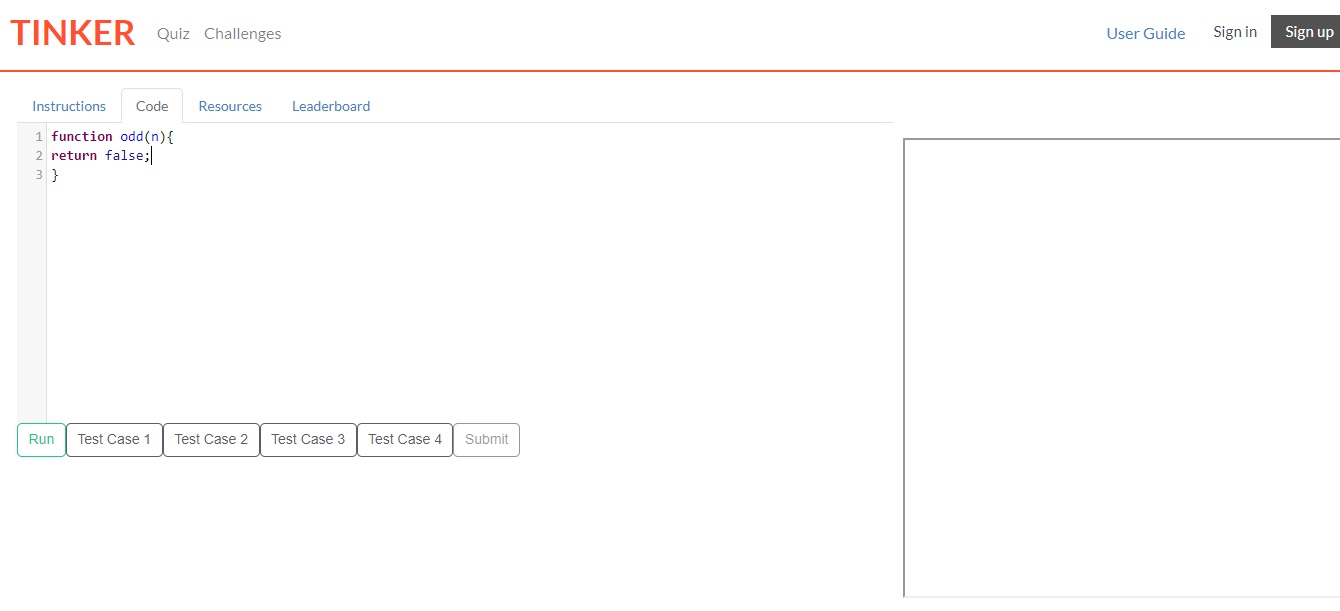 TINKER Quiz Challenges User Guide Sign in Sign up
Instructions Code Resources Leaderboard
1 function odd(n){
2 return false;
3 }
Run Test Case 1 Test Case 2 Test Case 3 Test Case 4 Submit